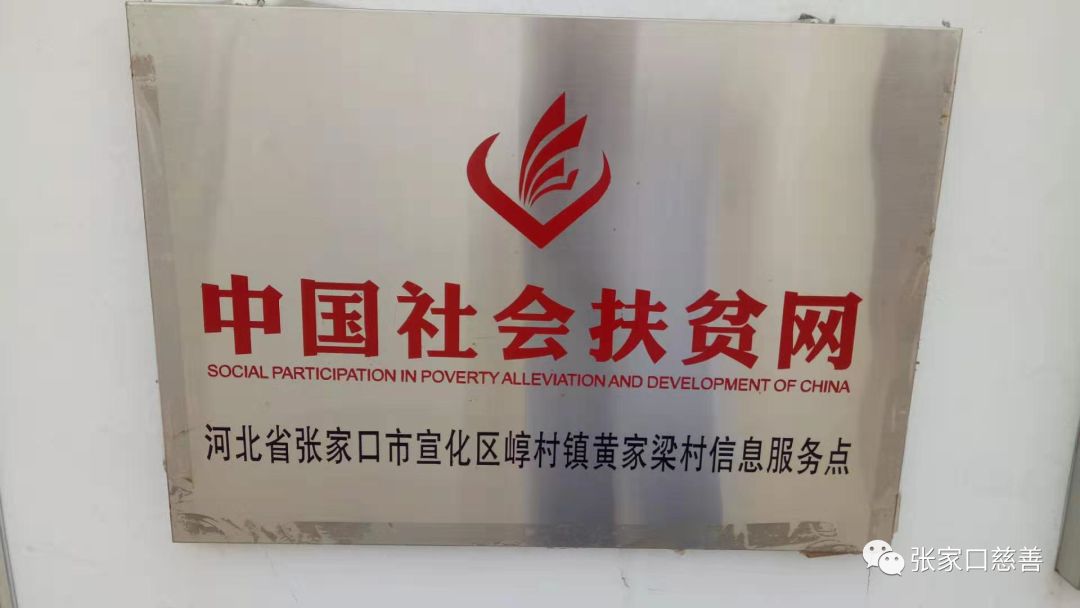 中国社会扶贫网
SOCIAL PARTICIPATION IN POVERTY ALLEVIATION AND DEVELOPMENT OF CHINA
河北省张家口市宣化区崞村镇黄家梁村信息服务点
张家口慈善